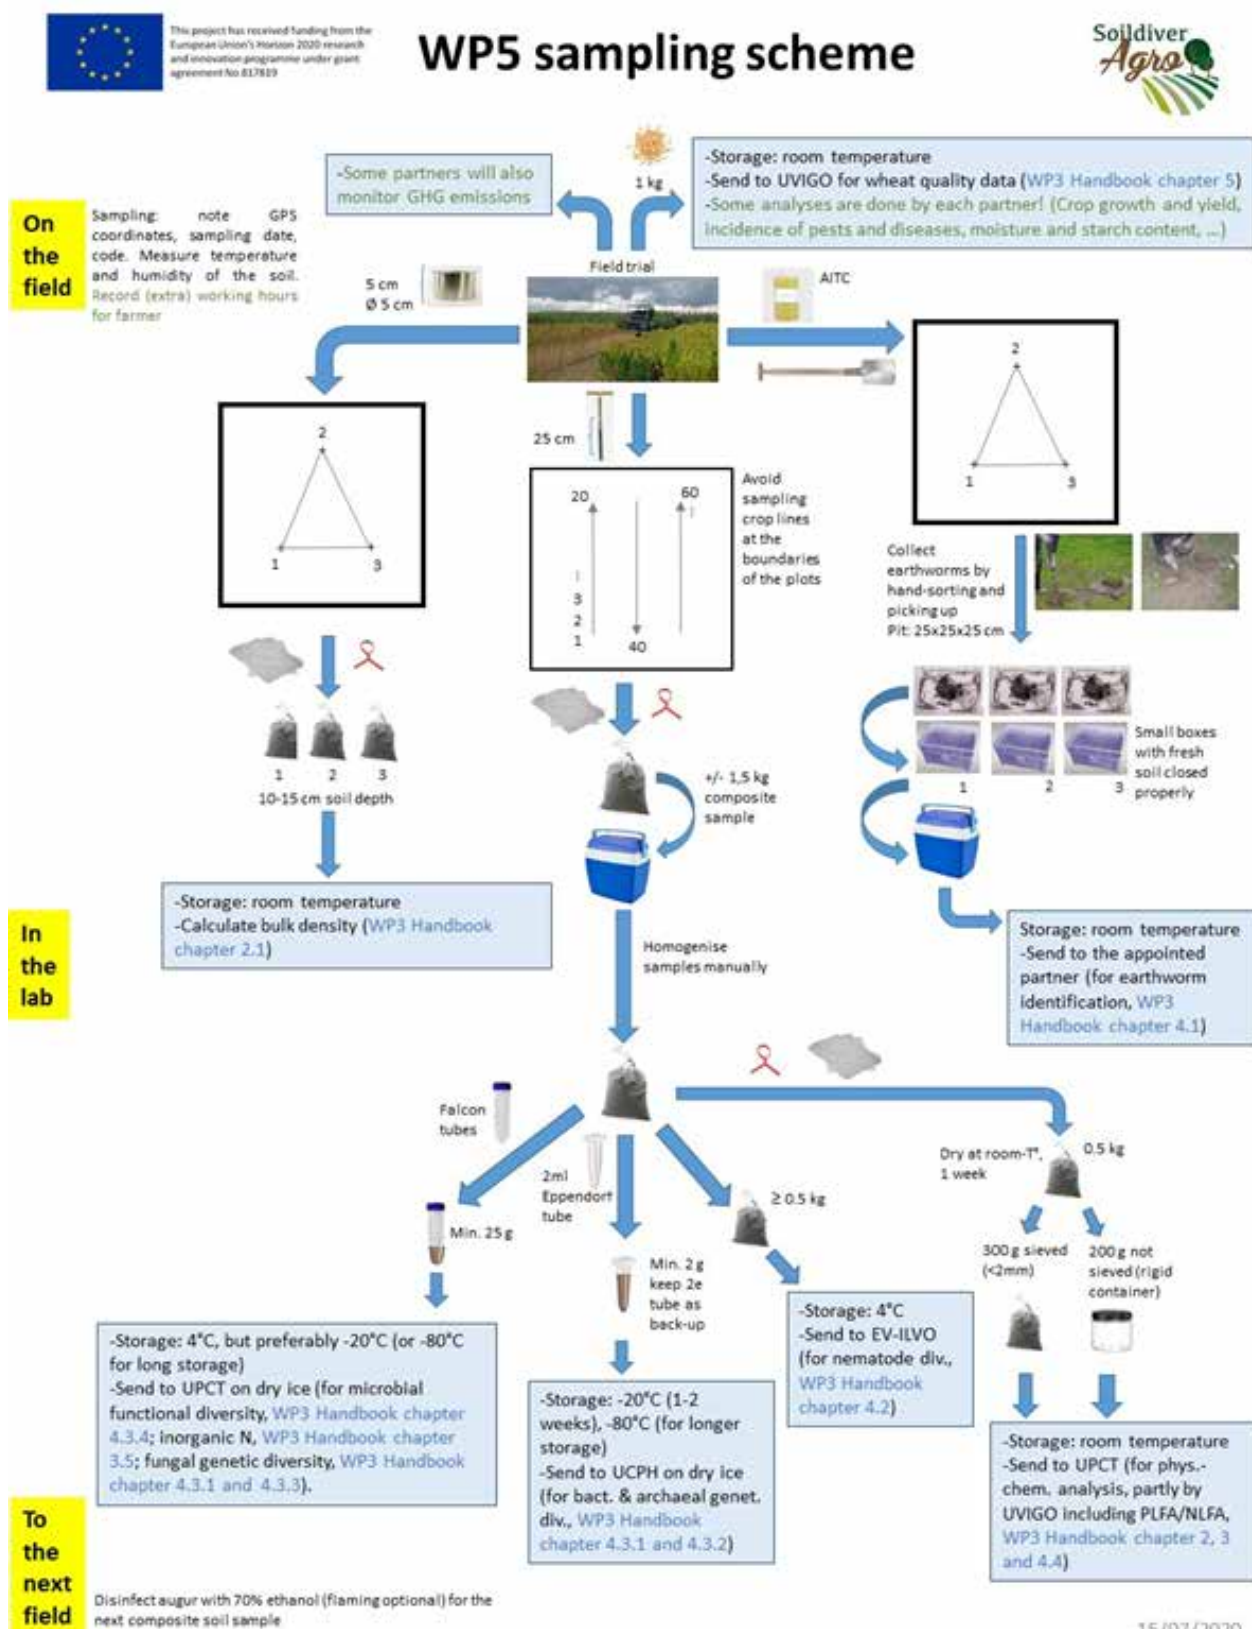 This project has received funding from the
European Union's Horizon 2020 research
and innovation programme under grant
agreement No 817819
WP5 sampling scheme
Soildiver
Agro
-Some partners will also
monitor GHG emissions
1 kg
-Storage: room temperature
-Send to UVIGO for wheat quality data (WP3 Handbook chapter 5)
-Some analyses are done by each partner! (Crop growth and yield,
incidence of pests and diseases, moisture and starch content, ...)
On
the
field
Sampling: note GPS
coordinates, sampling date,
code. Measure temperature
and humidity of the soil.
Record (extra) working hours
for farmer
5 cm
Ø 5 cm
Field trial
AITC
2
1
3
25 cm
20
60
3
2
1
40
Avoid
sampling
crop lines
at the
boundaries
of the plots
2
1
3
Collect
earthworms by
hand-sorting and
picking up
Pit: 25x25x25 cm
1 2 3
10-15 cm soil depth
+/- 1,5 kg
composite
sample
1 2 3
Small boxes
with fresh
soil closed
properly
In
the
lab
-Storage: room temperature
-Calculate bulk density (WP3 Handbook
chapter 2.1)
Homogenise
samples manually
Storage: room temperature
-Send to the appointed
partner (for earthworm
identification, WP3
Handbook chapter 4.1)
Falcon
tubes
Min. 25 g
2ml
Eppendorf
tube
Min. 2 g
keep 2e
tube as
back-up
≥ 0.5 kg
Dry at room-T°,
1 week
0.5 kg
300 g sieved
(<2mm)
200 g not
sieved (rigid
container)
-Storage: 4°C, but preferably -20°C (or -80°C
for long storage)
-Send to UPCT on dry ice (for microbial
functional diversity, WP3 Handbook chapter
4.3.4; inorganic N, WP3 Handbook chapter
3.5; fungal genetic diversity, WP3 Handbook
chapter 4.3.1 and 4.3.3).
-Storage: -20°C (1-2
weeks), -80°C (for longer
storage)
-Send to UCPH on dry ice
(for bact. & archaeal genet.
div., WP3 Handbook
chapter 4.3.1 and 4.3.2)
-Storage: 4°C
-Send to EV-ILVO
(for nematode div.,
WP3 Handbook
chapter 4.2)
-Storage: room temperature
-Send to UPCT (for phys.-
chem. analysis, partly by
UVIGO including PLFA/NLFA,
WP3 Handbook chapter 2, 3
and 4.4)
To
the
next
field
Disinfect augur with 70% ethanol (flaming optional) for the
next composite soil sample
15/07/2020